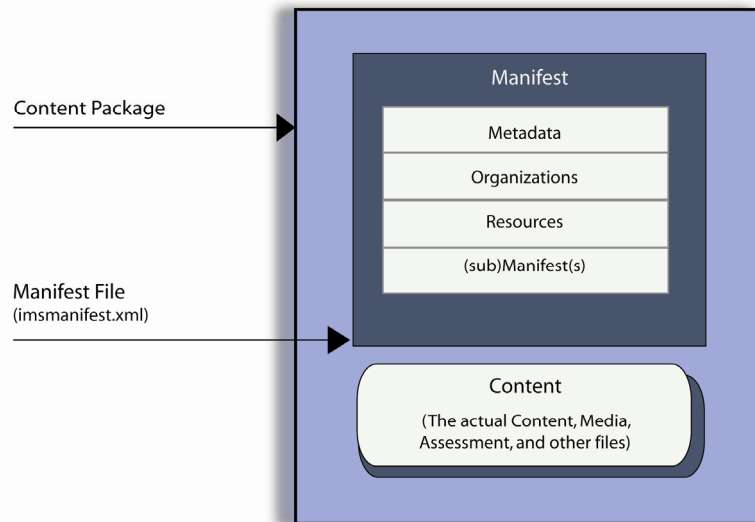 Content Package
Manifest File
(imsmanifest.xml)
Manifest
Metadata
Organizations
Resources
(sub)Manifest(s)
Content
(The actual Content, Media,
Assessment, and other files)